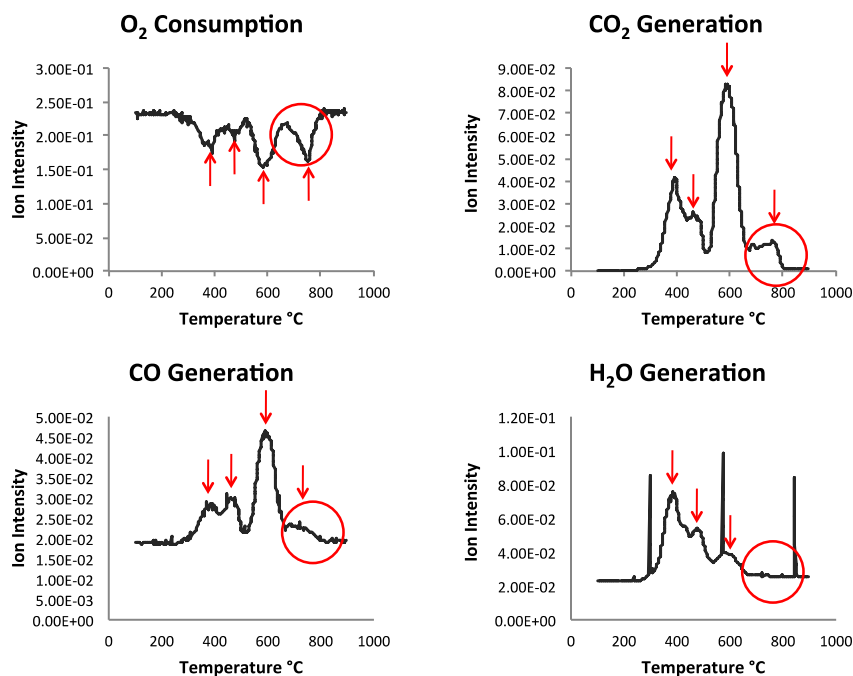 O₂ Consumption
3.00E-01
2.50E-01
2.00E-01
1.50E-01
1.00E-01
5.00E-02
0.00E+00
Ion Intensity
0 200 400 600 800 1000
Temperature °C
CO₂ Generation
9.00E-02
8.00E-02
7.00E-02
6.00E-02
5.00E-02
4.00E-02
3.00E-02
2.00E-02
1.00E-02
0.00E+00
Ion Intensity
0 200 400 600 800 1000
Temperature °C
CO Generation
5.00E-02
4.50E-02
4.00E-02
3.50E-02
3.00E-02
2.50E-02
2.00E-02
1.50E-02
1.00E-02
5.00E-03
0.00E+00
Ion Intensity
0 200 400 600 800 1000
Temperature °C
H₂O Generation
1.20E-01
1.00E-01
8.00E-02
6.00E-02
4.00E-02
2.00E-02
0.00E+00
Ion Intensity
0 200 400 600 800 1000
Temperature °C